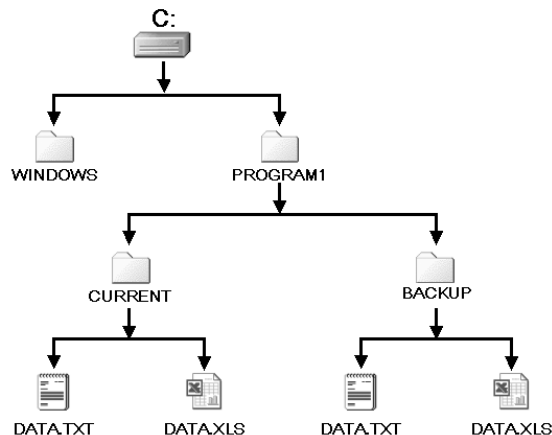 C:
WINDOWS PROGRAM1
CURRENT BACKUP
DATA.TXT DATA.XLS DATA.TXT DATA.XLS